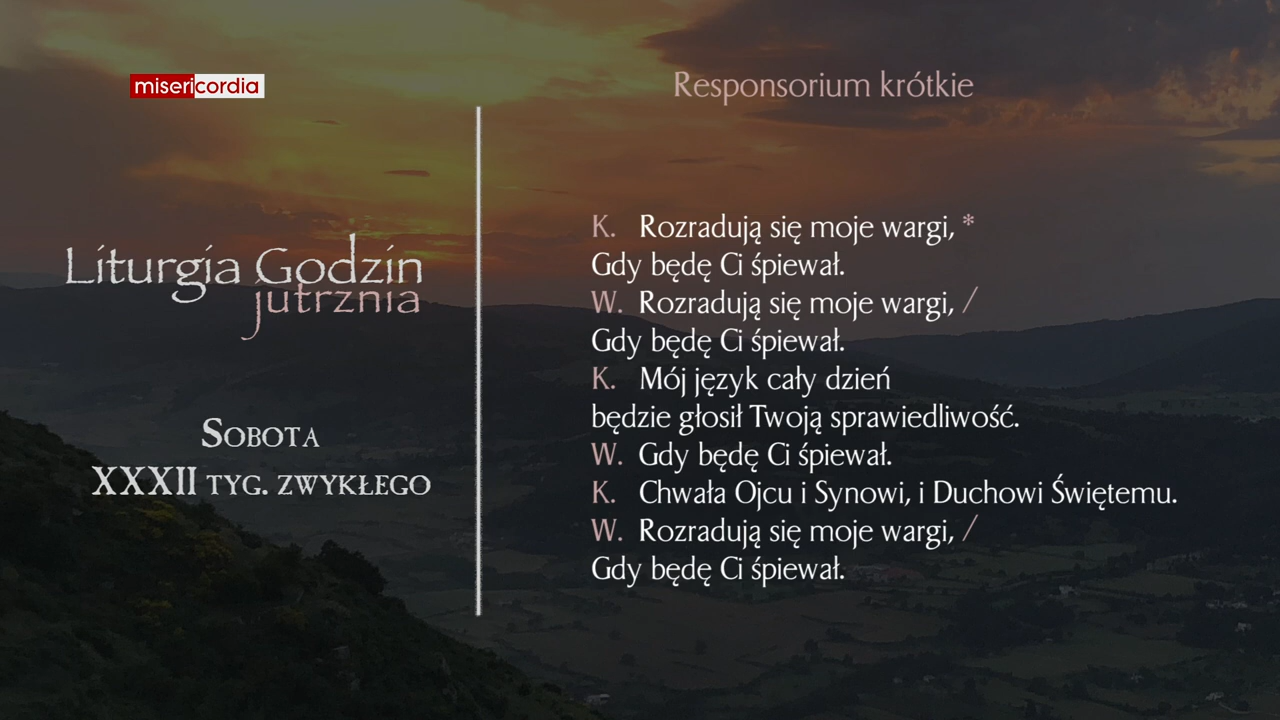 misericordia
Liturgia Godzin
jutrznia
Sobota
XXXII tyg. zwykłego
Responsorium krótkie
K. Rozradują się moje wargi, *
Gdy będę Ci śpiewał.
W. Rozradują się moje wargi, /
Gdy będę Ci śpiewał.
K. Mój język cały dzień
będzie głosił Twoją sprawiedliwość.
W. Gdy będę Ci śpiewał.
K. Chwała Ojcu i Synowi, i Duchowi Świętemu.
W. Rozradują się moje wargi, /
Gdy będę Ci śpiewał.